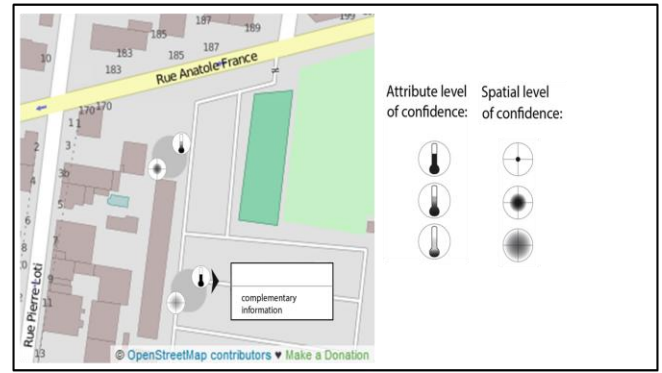 187
185
189
199
183
185
187
10
183
Rue Anatole France
170
170
11
3
2
3b
4
5
6
7
8
9
11
13
Rue Pierre-Loti
complementary
information
© OpenStreetMap contributors ♥ Make a Donation
Attribute level
of confidence:
Spatial level
of confidence: